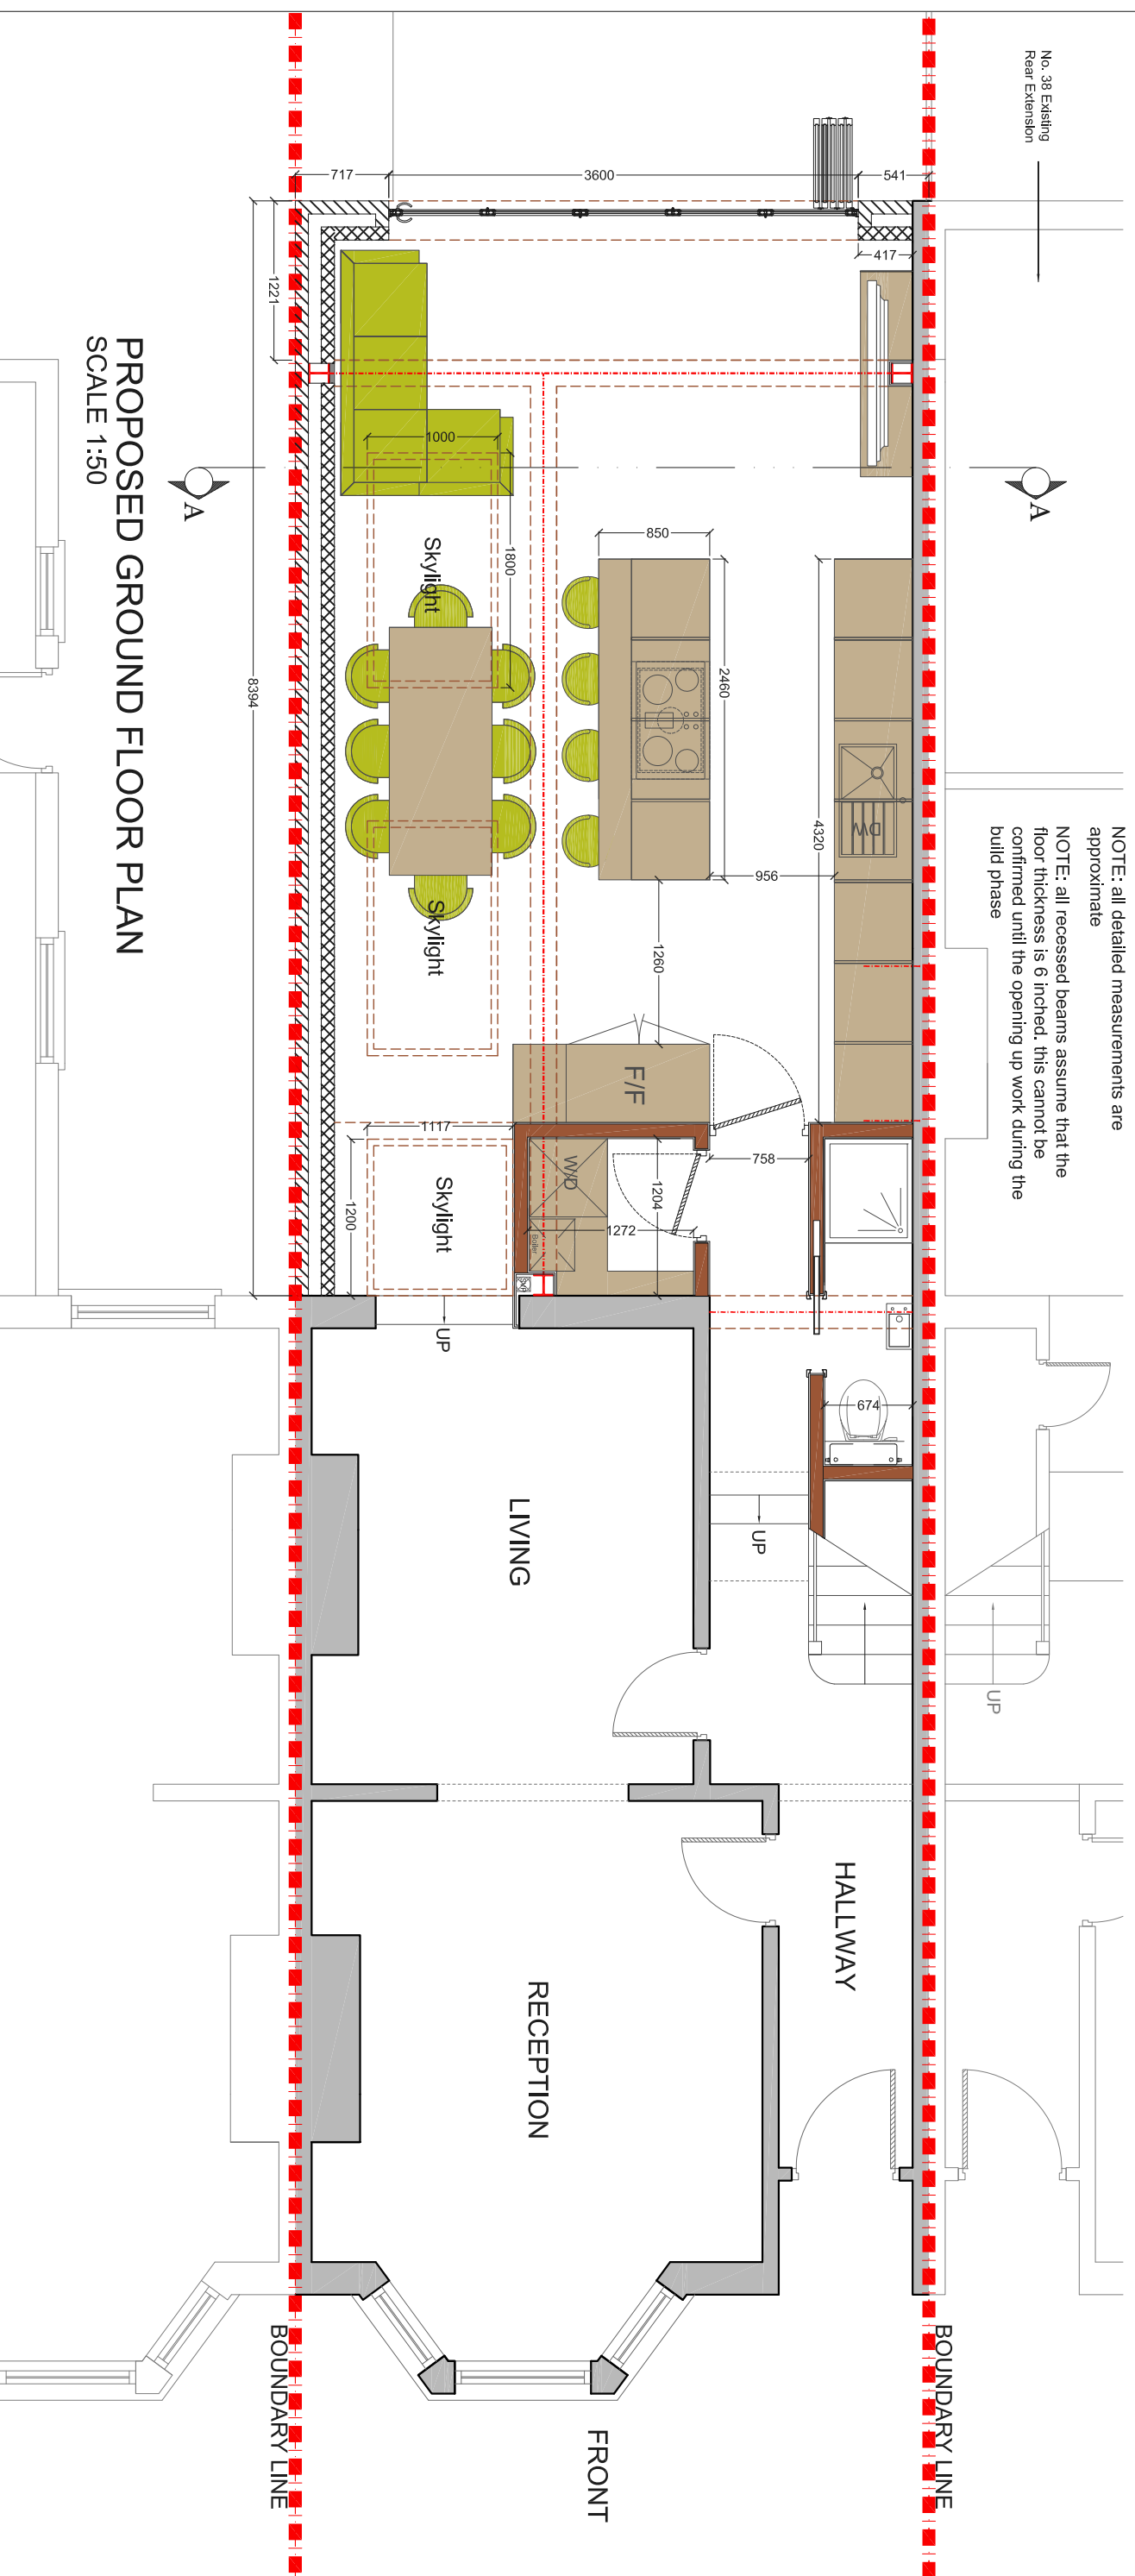 No. 38 Existing
Rear Extension
717
3600
541
417
1221
8394
A
A
1000
1800
Skylight
850
2460
4320
DW
956
1260
Skylight
F/F
1117
1200
Skylight
W/D
Boiler
1204
1272
758
674
UP
UP
UP
LIVING
HALLWAY
RECEPTION
FRONT
BOUNDARY LINE
BOUNDARY LINE
NOTE: all detailed measurements are
approximate
NOTE: all recessed beams assume that the
floor thickness is 6 inched. this cannot be
confirmed until the opening up work during the
build phase
PROPOSED GROUND FLOOR PLAN
SCALE 1:50